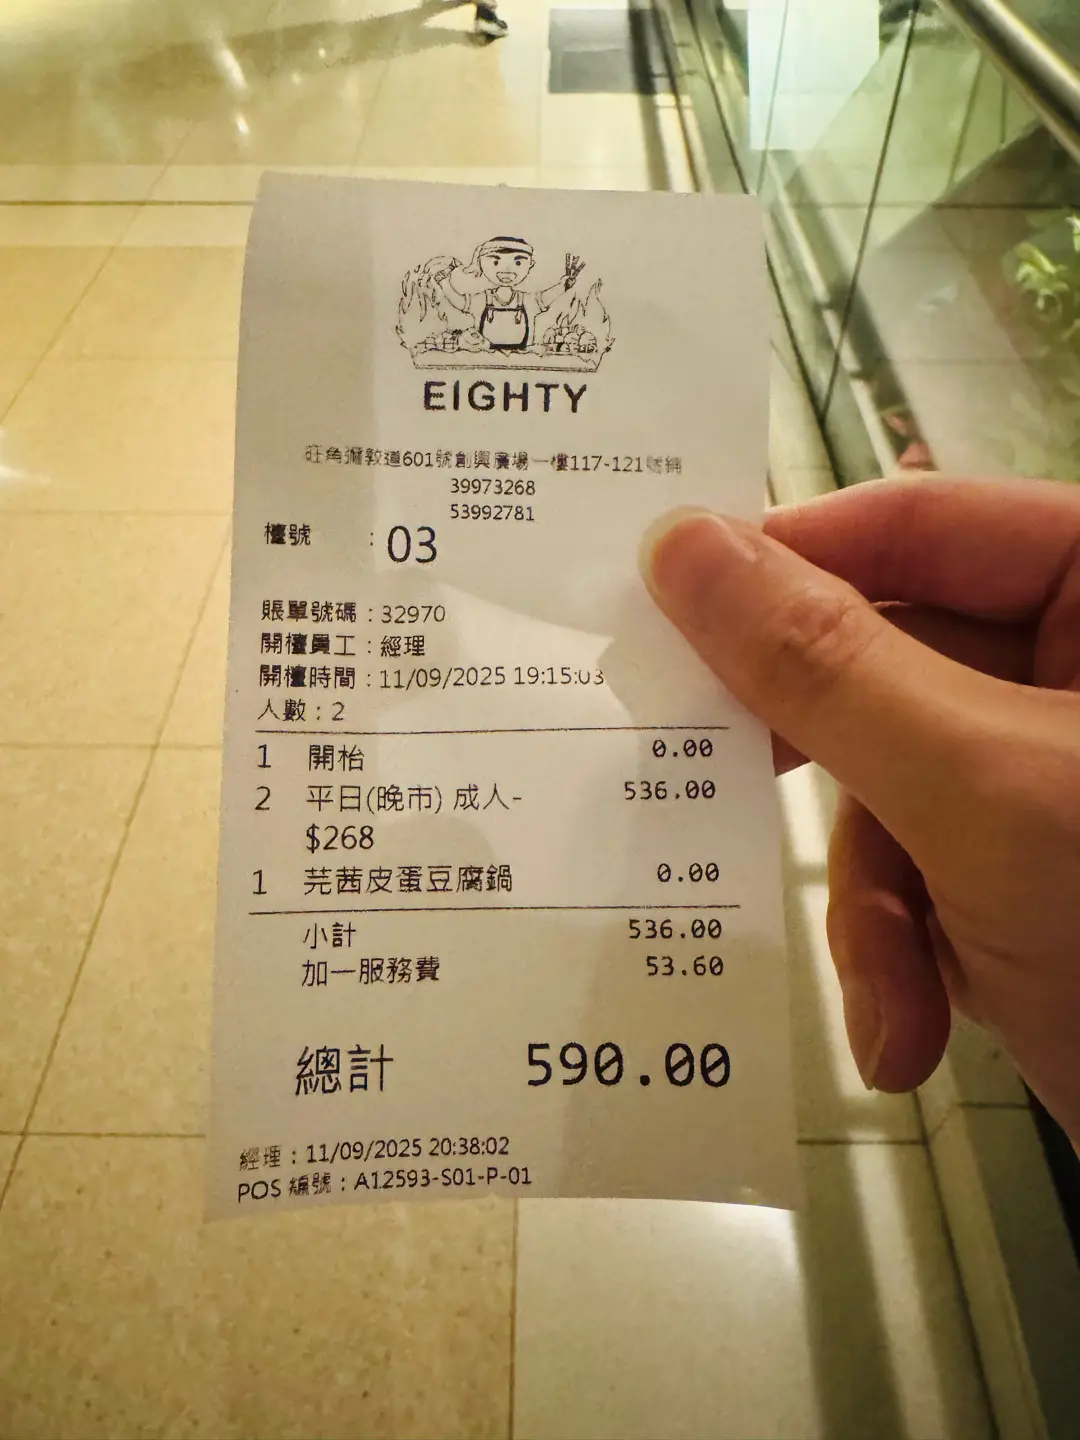 EIGHTY
旺角彌敦道601號創興廣場一樓117-121號鋪
39973268
53992781
檯號 : 03
賬單號碼 : 32970
開檯員工 : 經理
開檯時間 : 11/09/2025 19:15:03
人數 : 2
1 開枱 0.00
2 平日(晚市) 成人- 536.00
$268
1 芫茜皮蛋豆腐鍋 0.00
小計 536.00
加一服務費 53.60
總計 590.00
經理 : 11/09/2025 20:38:02
POS 編號 : A12593-S01-P-01